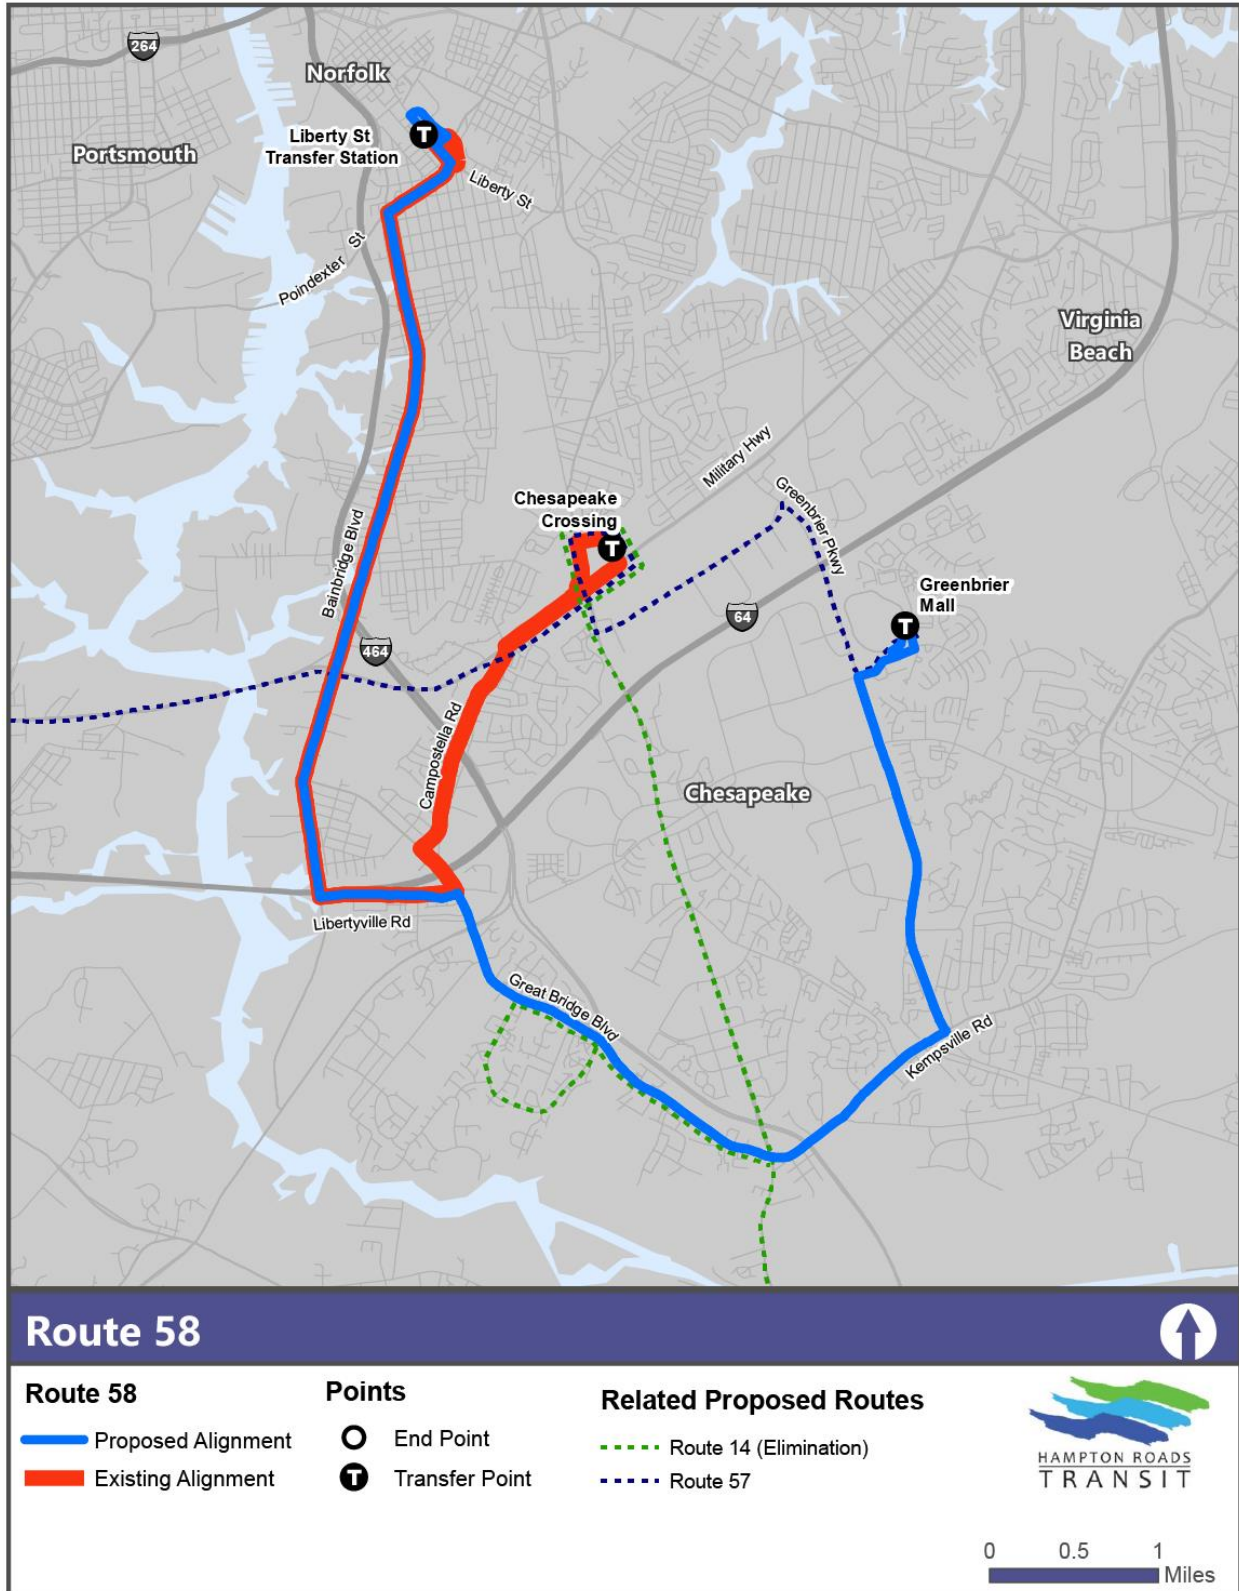 264
Norfolk
Portsmouth
Liberty St
Transfer Station
T
Liberty St
Poindexter St
Virginia
Beach
Military Hwy
Chesapeake
Crossing
T
Greenbrier Pkwy
Bainbridge Blvd
Greenbrier
Mall
T
64
464
Campostella Rd
Chesapeake
Libertyville Rd
Great Bridge Blvd
Kempsville Rd
Route 58
Route 58
Proposed Alignment
Existing Alignment
Points
End Point
T Transfer Point
Related Proposed Routes
Route 14 (Elimination)
Route 57
HAMPTON ROADS
TRANSIT
0 0.5 1
Miles